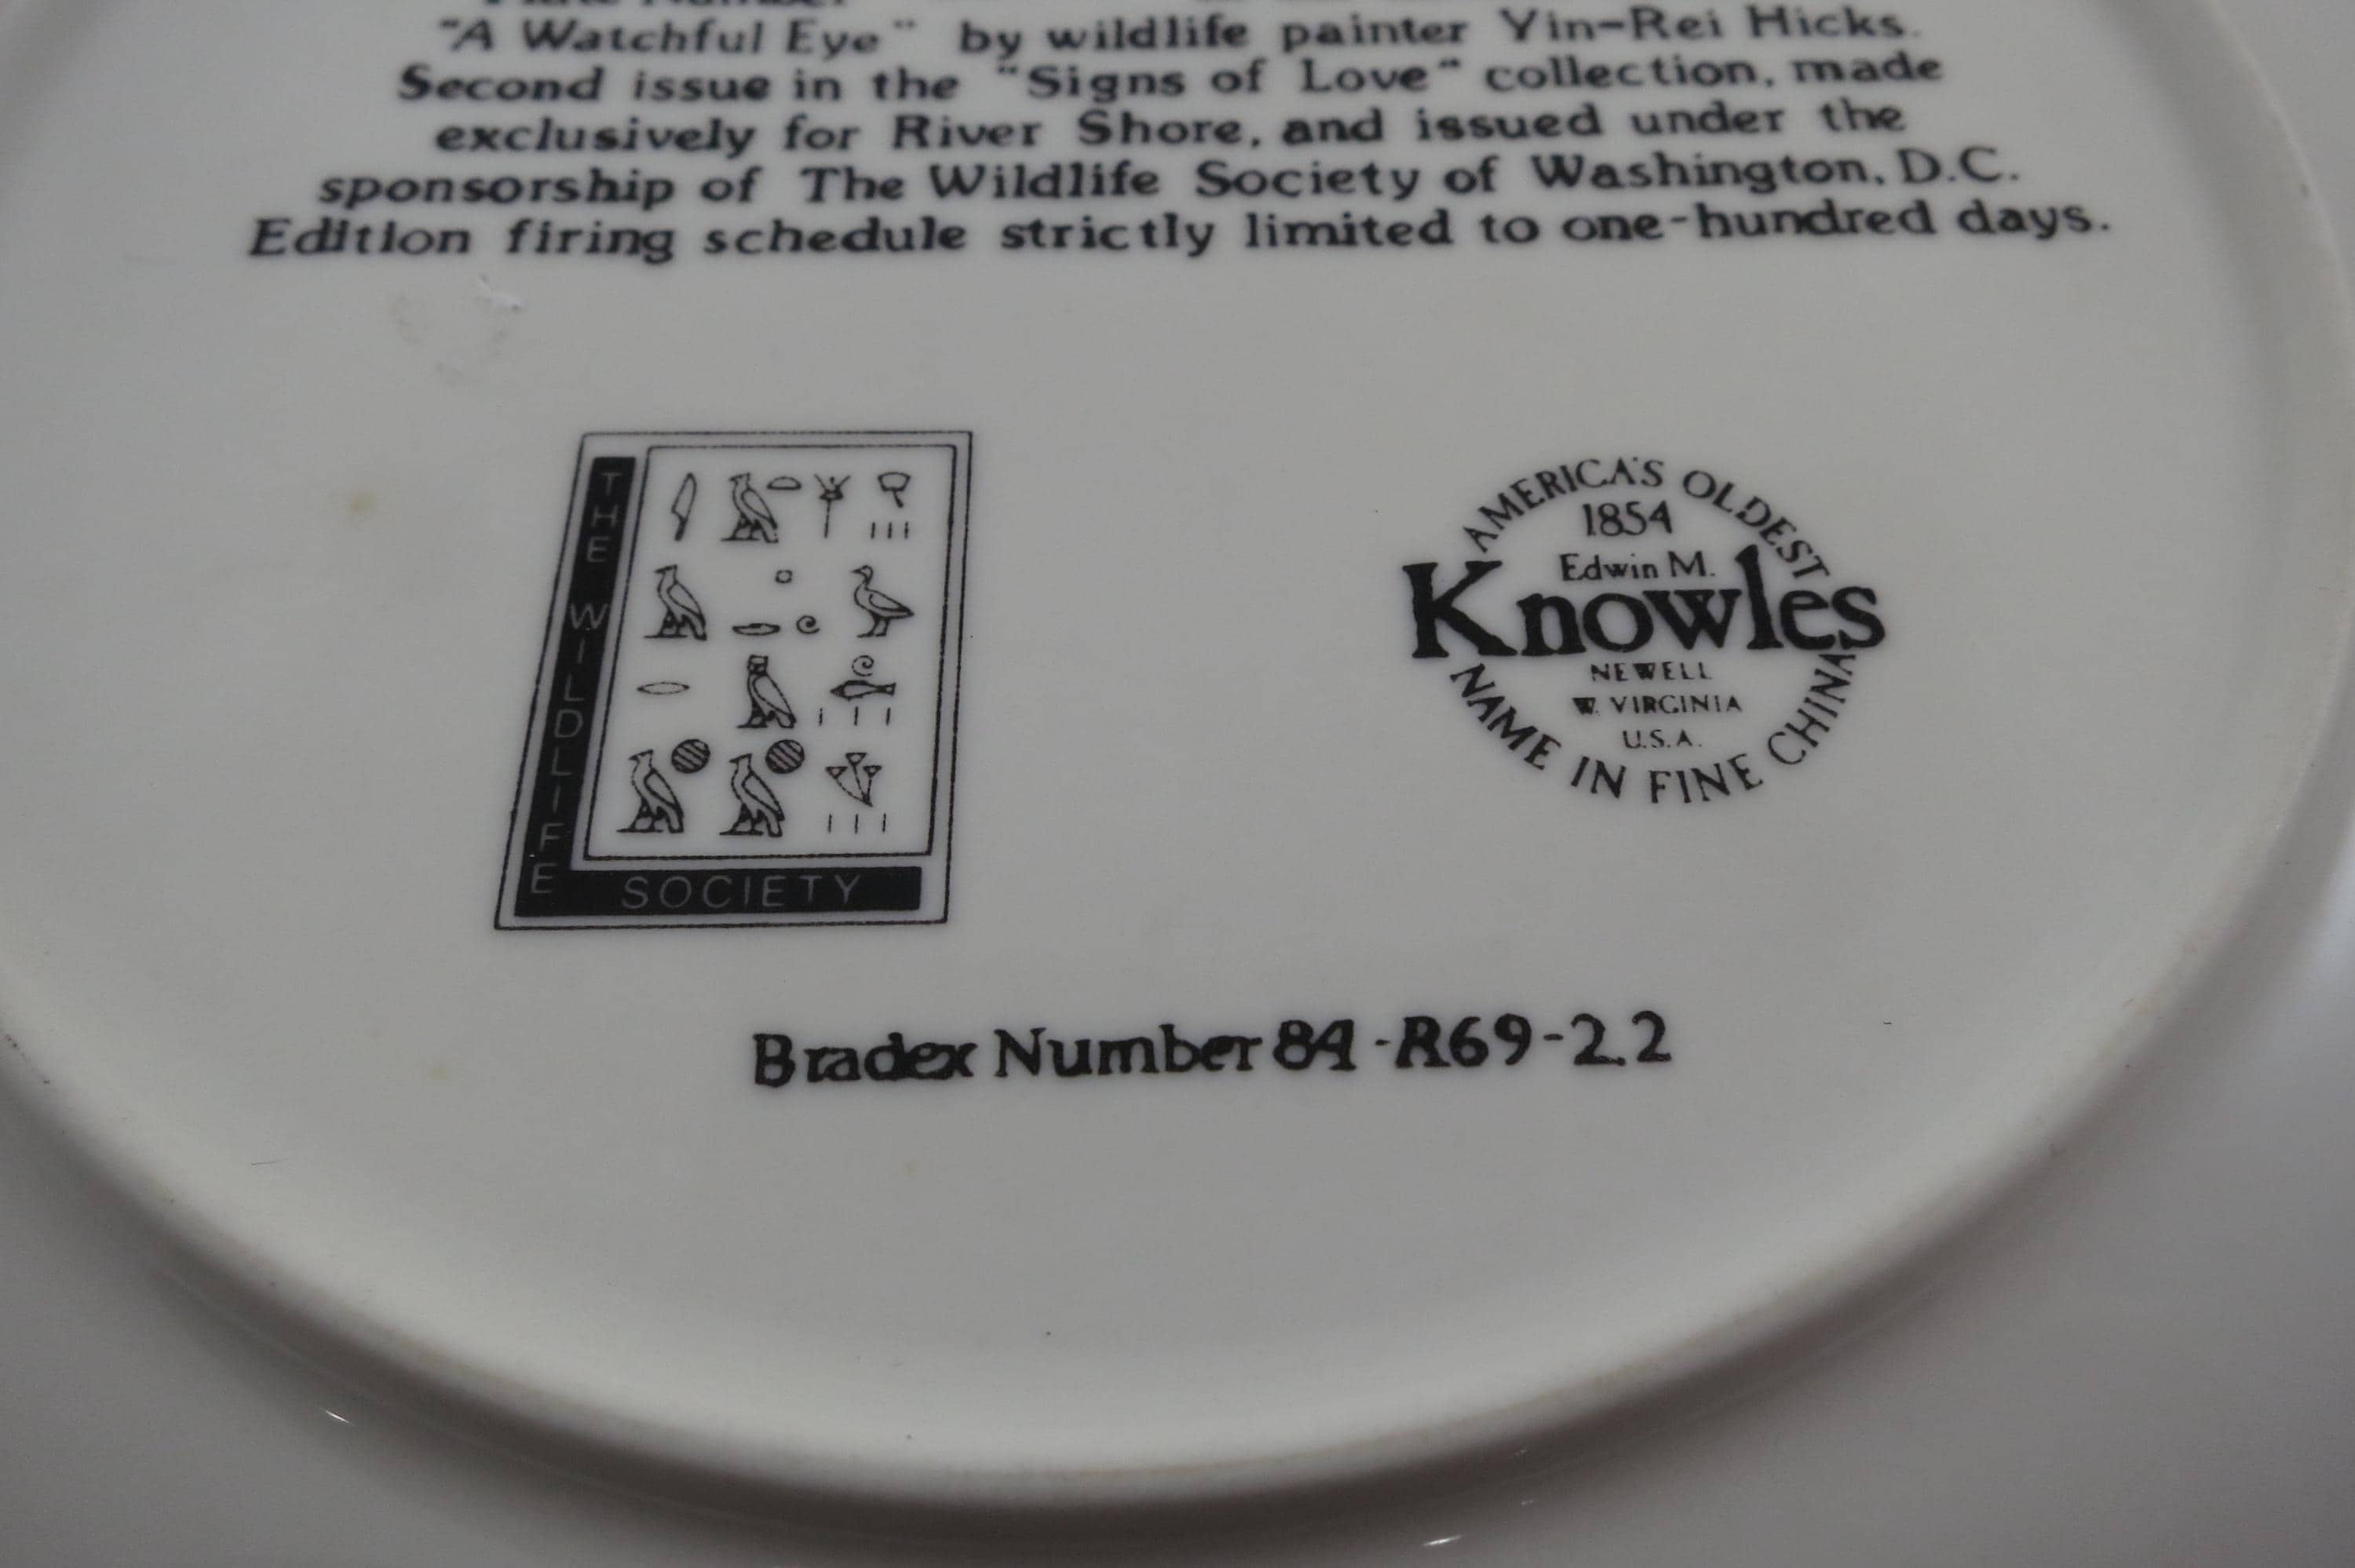 Plate Number
"A Watchful Eye" by wildlife painter Yin-Rei Hicks.
Second issue in the "Signs of Love" collection, made
exclusively for River Shore, and issued under the
sponsorship of The Wildlife Society of Washington, D.C.
Edition firing schedule strictly limited to one-hundred days.
THE WILDLIFE
SOCIETY
AMERICA'S OLDEST
1854
Edwin M.
Knowles
NEWELL
W. VIRGINIA
U.S.A.
NAME IN FINE CHINA
Bradex Number 84-R69-2.2